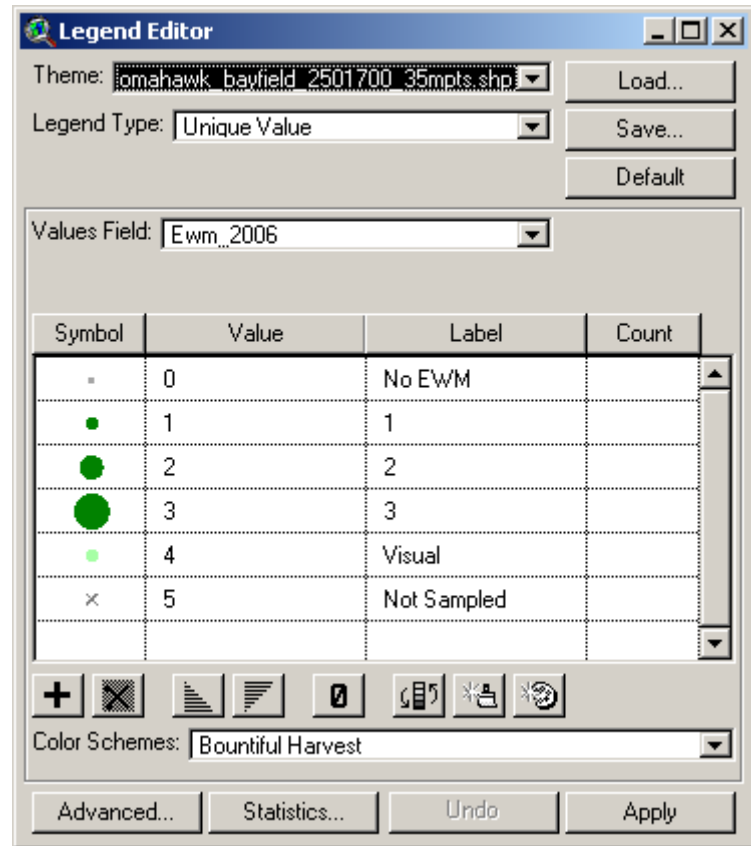 Legend Editor
Theme: omahawk_bayfield_2501700_35mpts.shp
Load...
Legend Type: Unique Value
Save...
Default
Values Field: Ewm_2006
Symbol Value Label Count
0 No EWM
1 1
2 2
3 3
4 Visual
5 Not Sampled
0
Color Schemes: Bountiful Harvest
Advanced... Statistics... Undo Apply